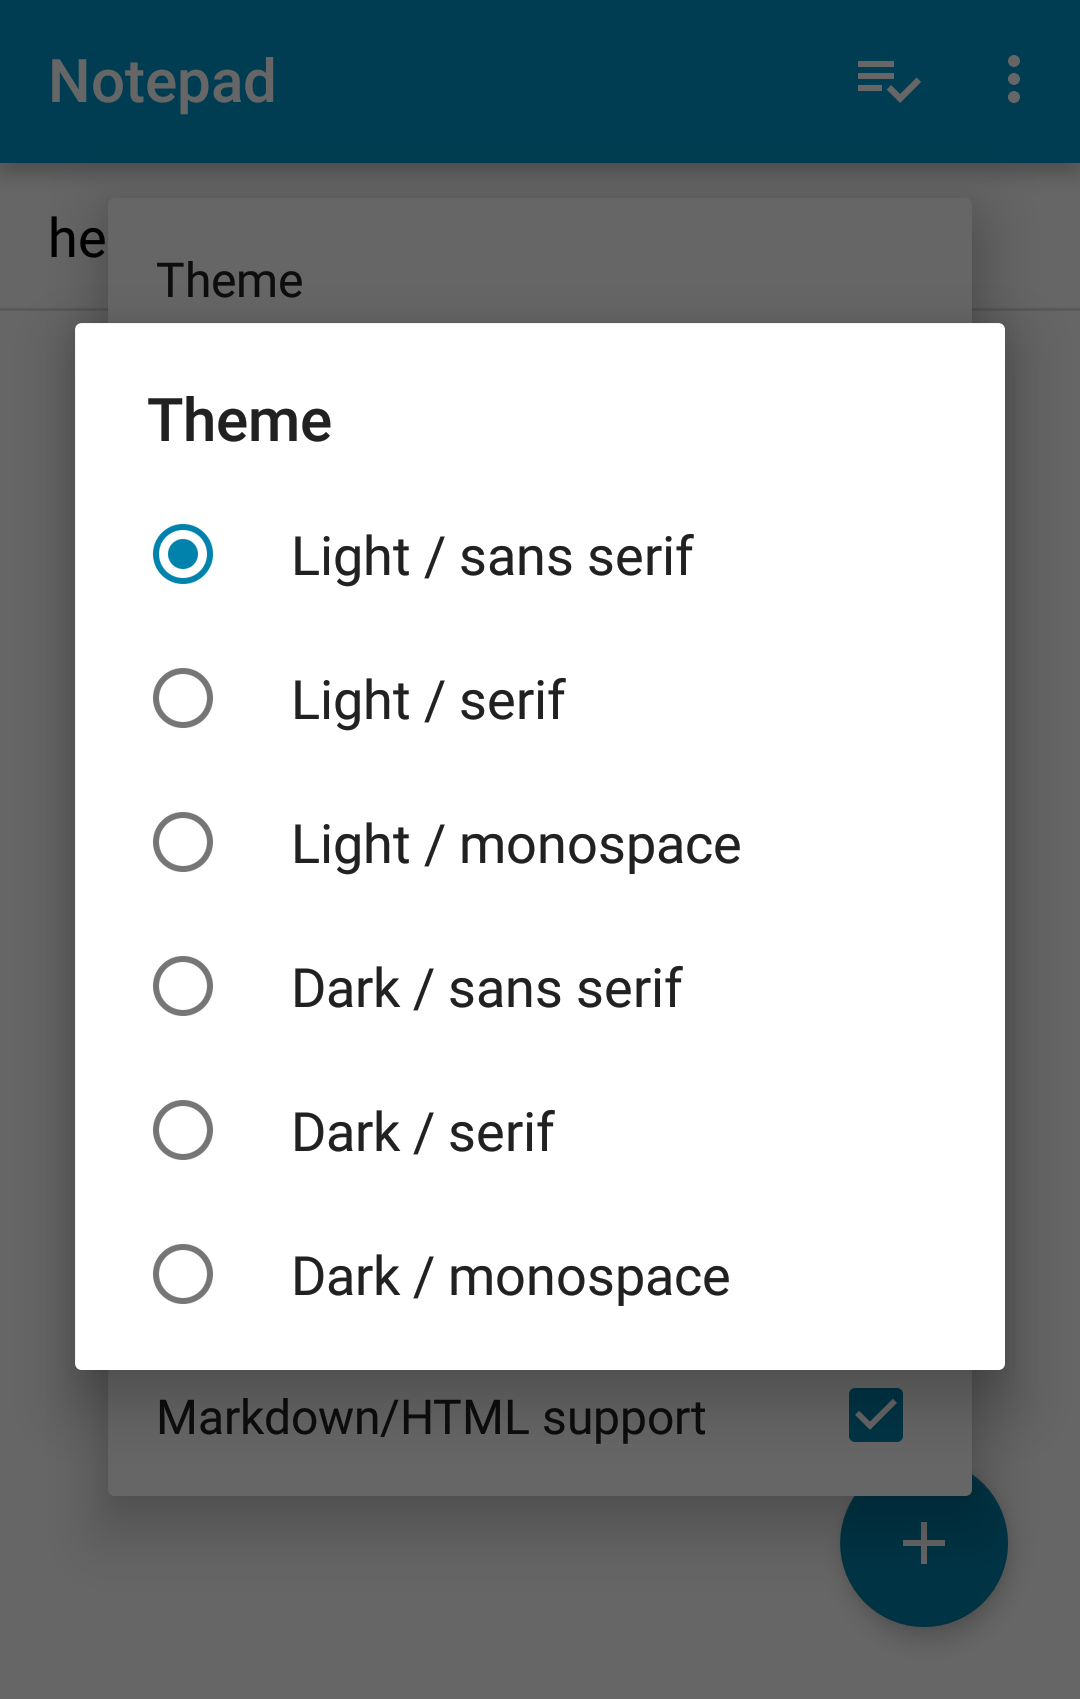 Notepad
he
Theme
Theme
Light / sans serif
Light / serif
Light / monospace
Dark / sans serif
Dark / serif
Dark / monospace
Markdown/HTML support